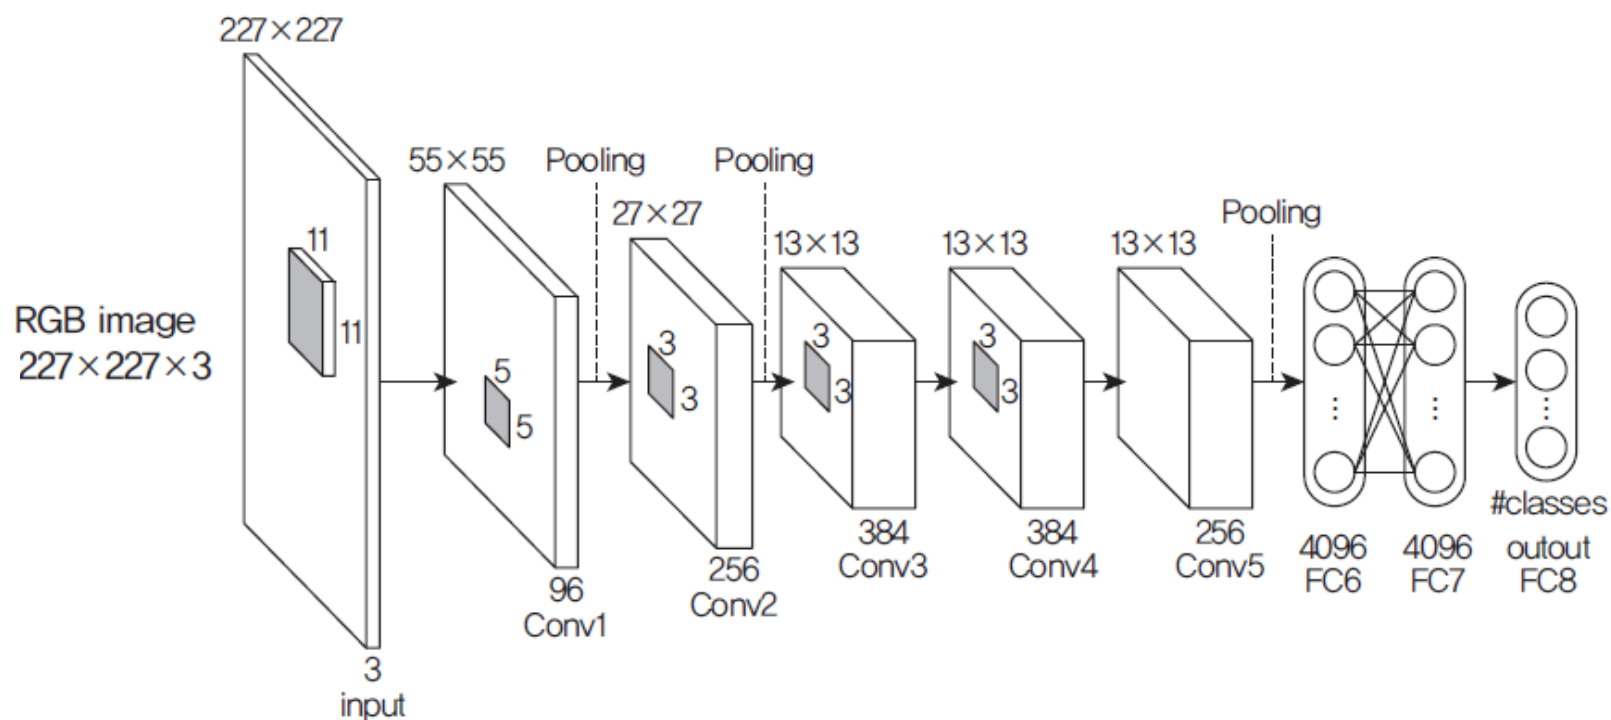 227×227
11
11
RGB image
227×227×3
3
input
55×55
5
5
96
Conv1
Pooling
27×27
3
3
256
Conv2
Pooling
13×13
3
3
384
Conv3
13×13
3
3
384
Conv4
13×13
256
Conv5
Pooling
4096
FC6
4096
FC7
#classes
outout
FC8